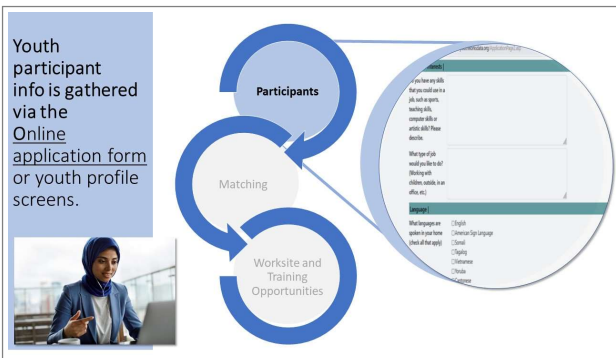 Youth
participant
info is gathered
via the
Online
application form
or youth profile
screens.
Participants
Matching
Worksite and
Training
Opportunities
you have any skills
that you could use in a
job, such as sports,
teaching skills,
computer skills or
artistic skills? Please
describe.
What type of job
would you like to do?
(Working with
children, outside, in an
office, etc.)
Language |
What languages are
spoken in your home
(check all that apply)
English
American Sign Language
Somali
Tagalog
Vietnamese